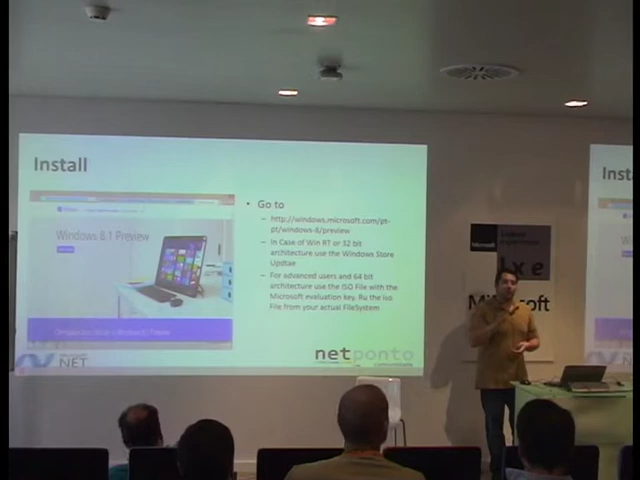 Install
Windows 8.1 Preview
• Go to
– http://windows.microsoft.com/pt-
pt/windows-8/preview
– In Case of Win RT or 32 bit
architecture use the Windows Store
Updtae
– For advanced users and 64 bit
architecture use the ISO File with the
Microsoft evaluation key. Ru the iso
File from your actual FileSystem
Microsoft
.NET
netponto
Inst
Microsoft
Microsoft